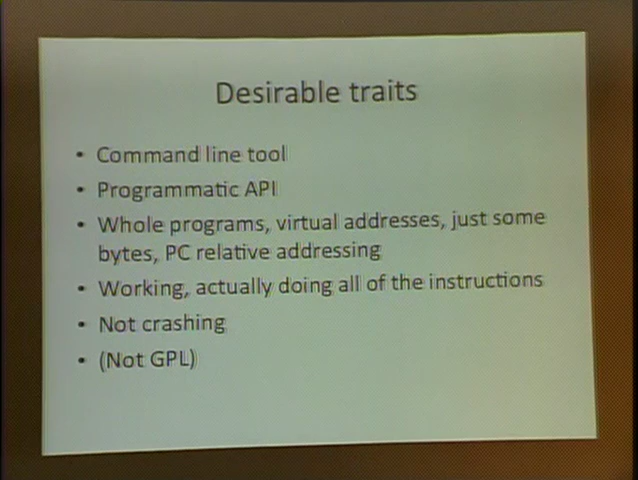 Desirable traits
• Command line tool
• Programmatic API
• Whole programs, virtual addresses, just some
bytes, PC relative addressing
• Working, actually doing all of the instructions
• Not crashing
• (Not GPL)